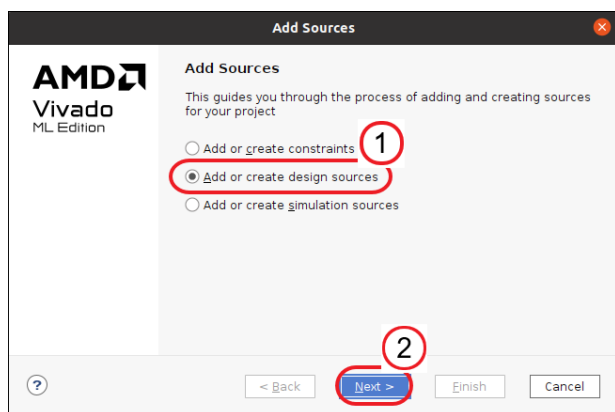 Add Sources
AMD
Vivado
ML Edition
Add Sources
This guides you through the process of adding and creating sources
for your project
1
Add or create constraints
Add or create design sources
Add or create simulation sources
2
?
< Back
Next >
Finish
Cancel